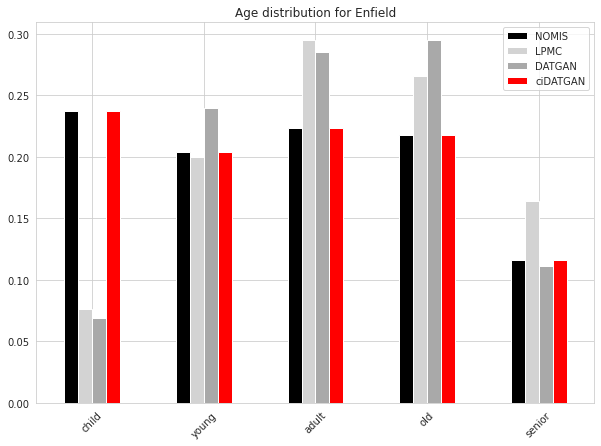 Age distribution for Enfield
NOMIS
LPMC
DATGAN
ciDATGAN
0.30
0.25
0.20
0.15
0.10
0.05
0.00
child
young
adult
old
senior